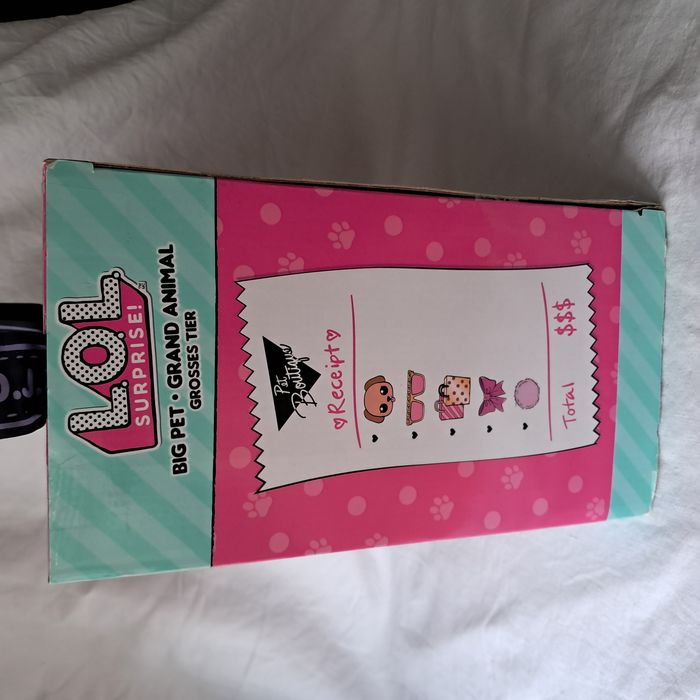 L.O.L.
SURPRISE!
BIG PET • GRAND ANIMAL
GROSSES TIER
Pet
Boutique
Receipt
Total $$$